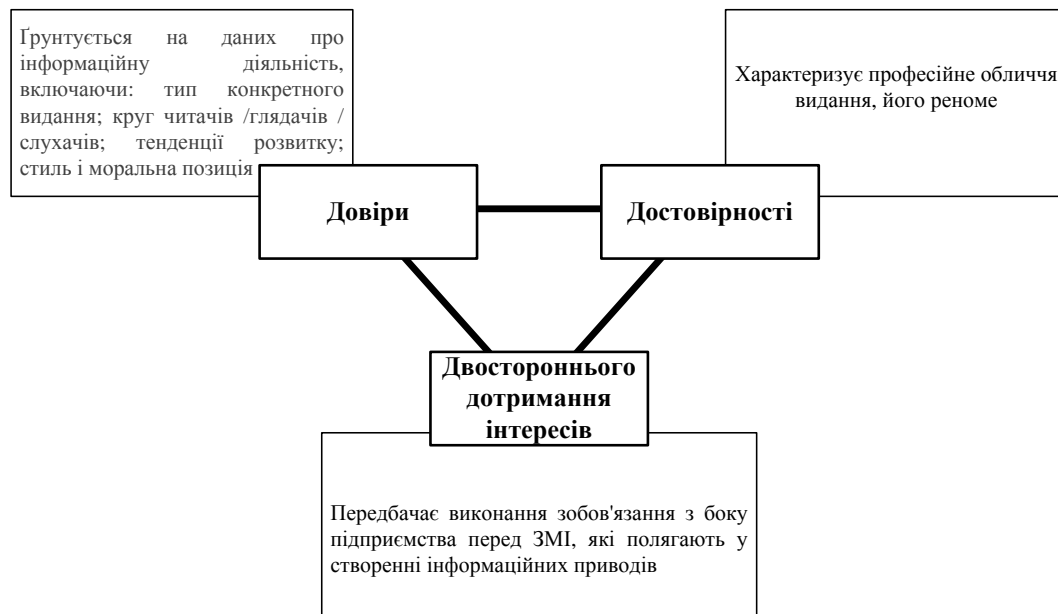 Ґрунтується на даних про
інформаційну діяльність,
включаючи: тип конкретного
видання; круг читачів /глядачів /
слухачів; тенденції розвитку;
стиль і моральна позиція
Характеризує професійне обличчя
видання, його реноме
Довіри
Достовірності
Двостороннього
дотримання
інтересів
Передбачає виконання зобов'язання з боку
підприємства перед ЗМІ, які полягають у
створенні інформаційних приводів